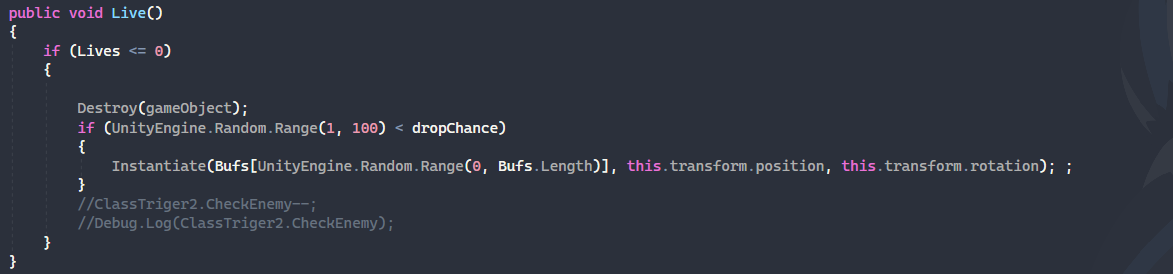 public void Live()
{
if (Lives <= 0)
{
Destroy(gameObject);
if (UnityEngine.Random.Range(1, 100) < dropChance)
{
Instantiate(Bufs[UnityEngine.Random.Range(0, Bufs.Length)], this.transform.position, this.transform.rotation); ;
}
//ClassTriger2.CheckEnemy--;
//Debug.Log(ClassTriger2.CheckEnemy);
}
}